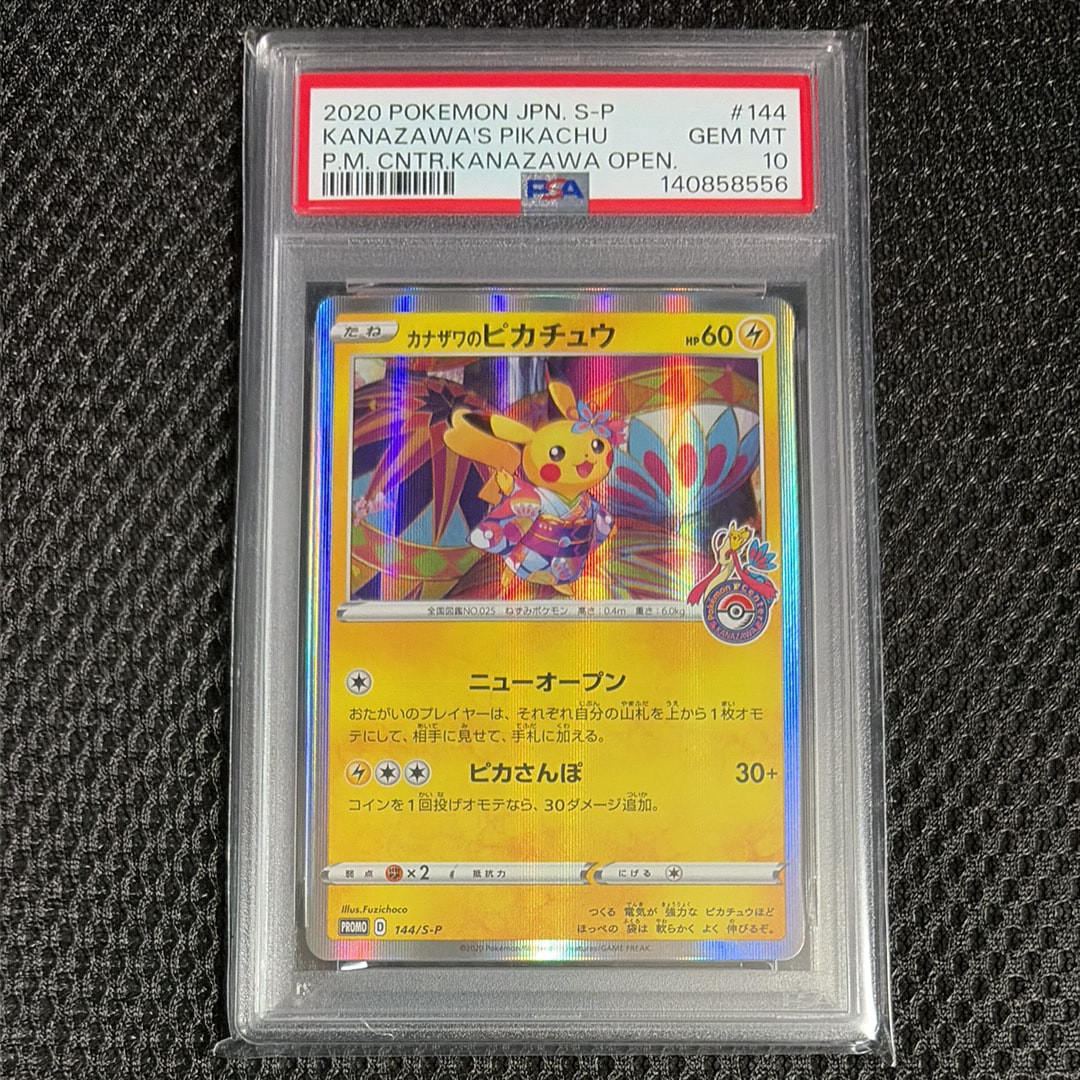 2020 POKEMON JPN. S-P #144
KANAZAWA'S PIKACHU GEM MT
P.M. CNTR.KANAZAWA OPEN. 10
PSA 140858556
たね カナザワのピカチュウ HP60
Pokémon Center
KANAZAWA
全国図鑑NO.025 ねずみポケモン 高さ:0.4m 重さ:6.0kg
ニューオープン
おたがいのプレイヤーは、それぞれ自分の山札を上から1枚オモ
テにして、相手に見せて、手札に加える。
ピカさんぽ 30+
コインを1回投げオモテなら、30ダメージ追加。
弱点 ×2 抵抗力 にげる
Illus.Fuzichoco
つくる 電気が 強力な ピカチュウほど
ほっぺの 袋は 軟らかく よく 伸びるぞ。
PROMO D 144/S-P
©2020 Pokémon/Nintendo/Creatures/GAME FREAK.